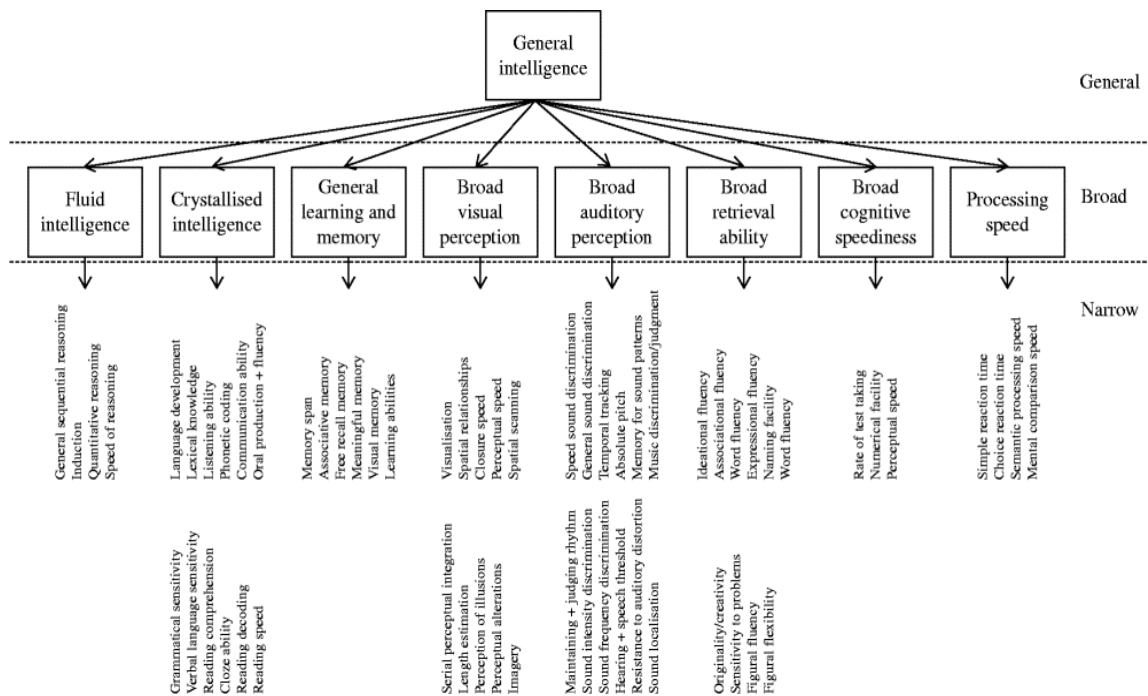 General
intelligence
General
Fluid
intelligence
Crystallised
intelligence
General
learning and
memory
Broad
visual
perception
Broad
auditory
perception
Broad
retrieval
ability
Broad
cognitive
speediness
Processing
speed
Broad
Narrow
General sequential reasoning
Induction
Quantitative reasoning
Speed of reasoning
Language development
Lexical knowledge
Listening ability
Phonetic coding
Communication ability
Oral production + fluency
Grammatical sensitivity
Verbal language sensitivity
Reading comprehension
Cloze ability
Reading decoding
Reading speed
Memory span
Associative memory
Free recall memory
Meaningful memory
Visual memory
Learning abilities
Visualisation
Spatial relationships
Closure speed
Perceptual speed
Spatial scanning
Serial perceptual integration
Length estimation
Perception of illusions
Perceptual alterations
Imagery
Speed sound discrimination
General sound discrimination
Temporal tracking
Absolute pitch
Memory for sound patterns
Music discrimination/judgment
Maintaining + judging rhythm
Sound intensity discrimination
Sound frequency discrimination
Hearing + speech threshold
Resistance to auditory distortion
Sound localisation
Ideational fluency
Associational fluency
Word fluency
Expressional fluency
Naming facility
Word fluency
Originality/creativity
Sensitivity to problems
Figural fluency
Figural flexibility
Rate of test taking
Numerical facility
Perceptual speed
Simple reaction time
Choice reaction time
Semantic processing speed
Mental comparison speed